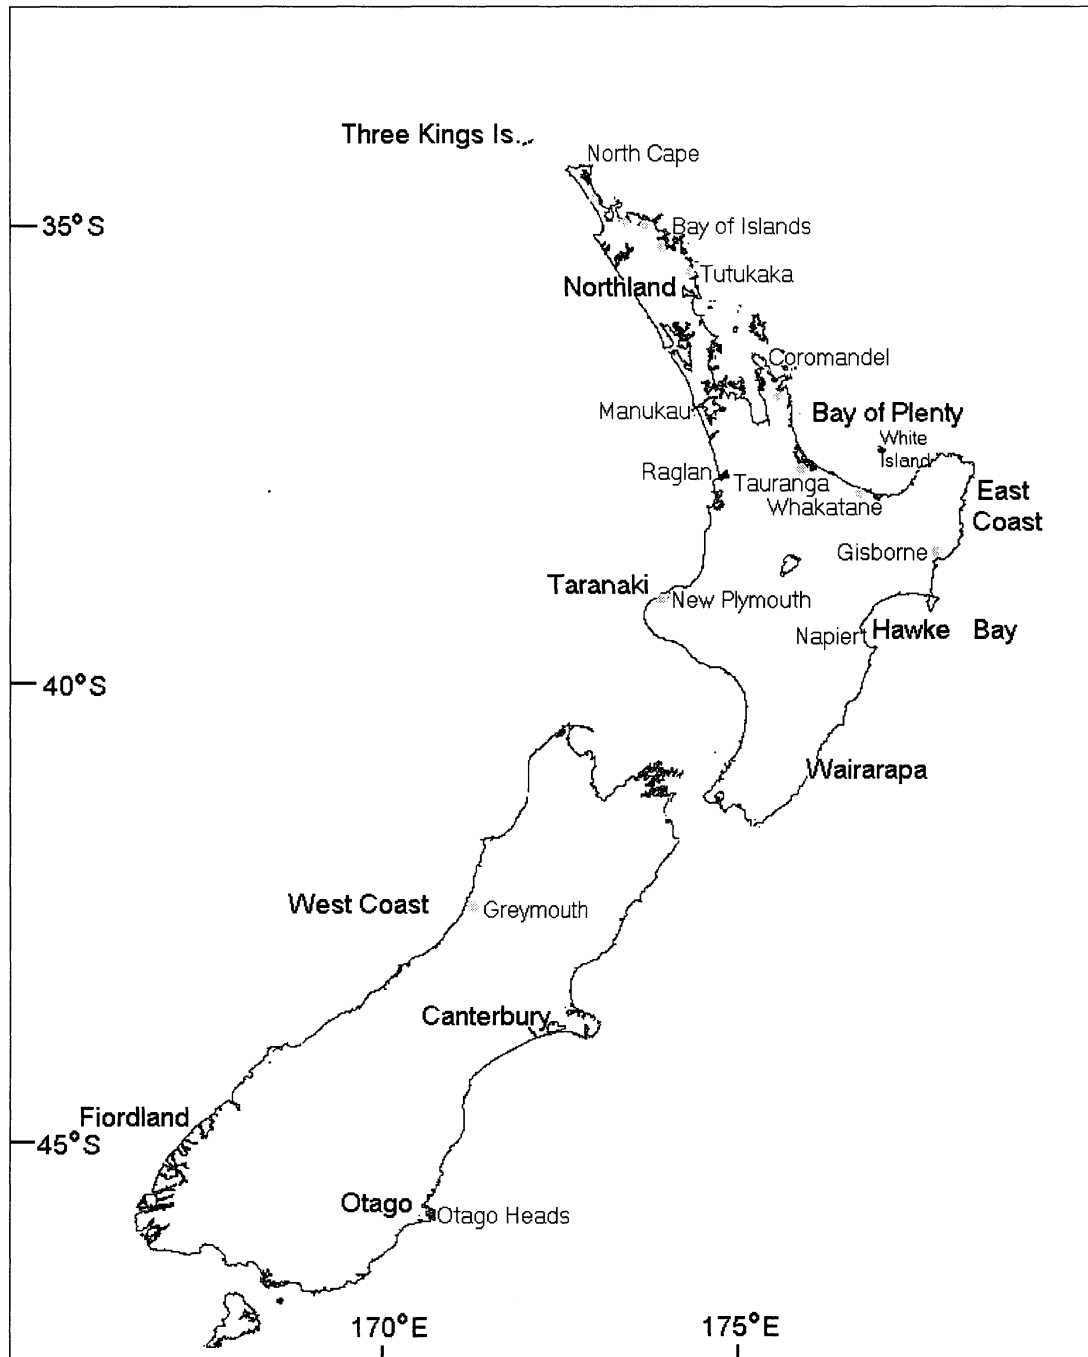 Three Kings Is.
North Cape
35°S
Bay of Islands
Tutukaka
Northland
Coromandel
Manukau
Bay of Plenty
White
Island
Raglan
Tauranga
Whakatane
East
Coast
Gisborne
Taranaki
New Plymouth
Napier
Hawke Bay
40°S
Wairarapa
West Coast
Greymouth
Canterbury
Fiordland
45°S
Otago
Otago Heads
170°E
175°E